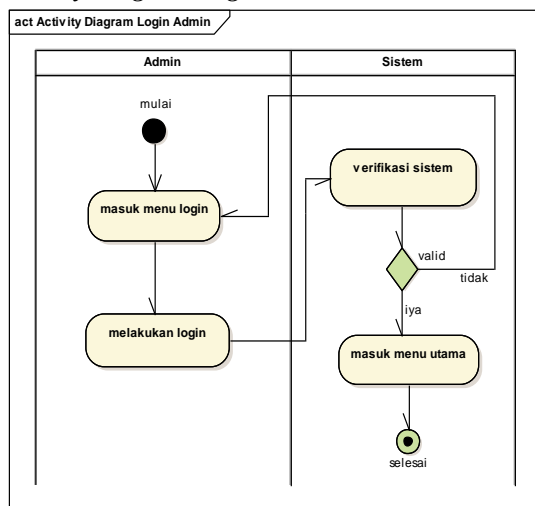 act Activity Diagram Login Admin
Admin
Sistem
mulai
verifikasi sistem
masuk menu login
valid
tidak
iya
melakukan login
masuk menu utama
selesai